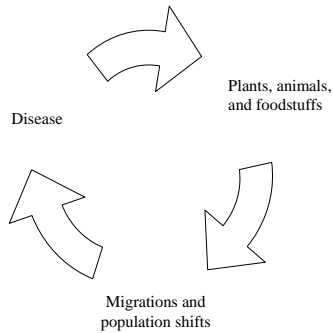 Plants, animals,
and foodstuffs
Disease
Migrations and
population shifts